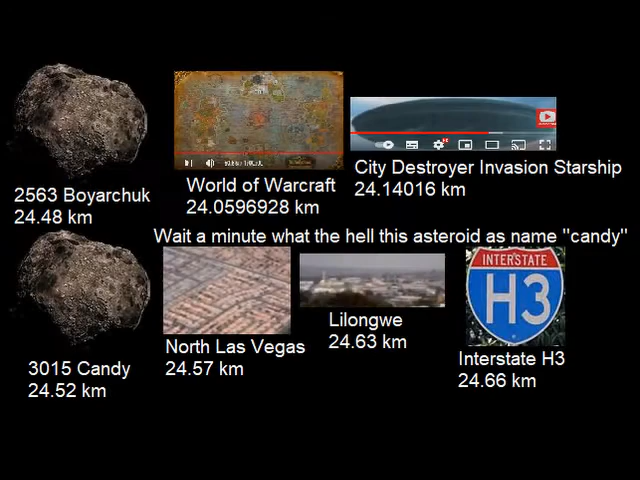 2563 Boyarchuk
24.48 km
World of Warcraft
24.0596928 km
City Destroyer Invasion Starship
24.14016 km
Wait a minute what the hell this asteroid as name "candy"
3015 Candy
24.52 km
North Las Vegas
24.57 km
Lilongwe
24.63 km
INTERSTATE
H3
Interstate H3
24.66 km